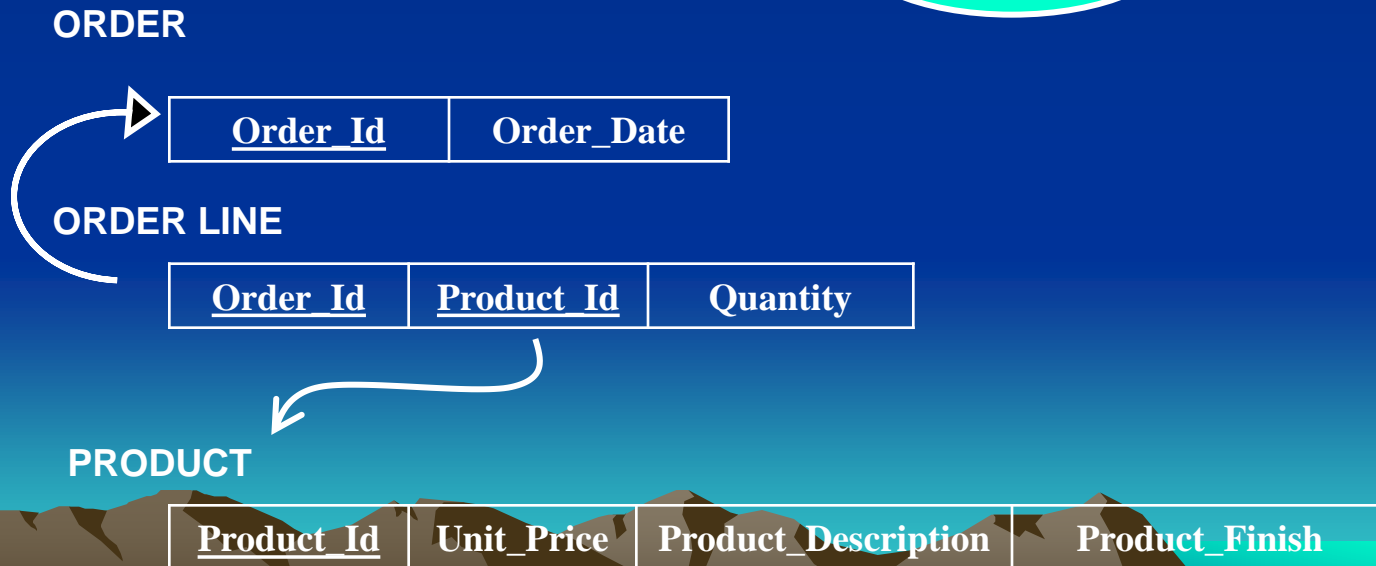 ORDER
Order_Id Order_Date
ORDER LINE
Order_Id Product_Id Quantity
PRODUCT
Product_Id Unit_Price Product_Description Product_Finish